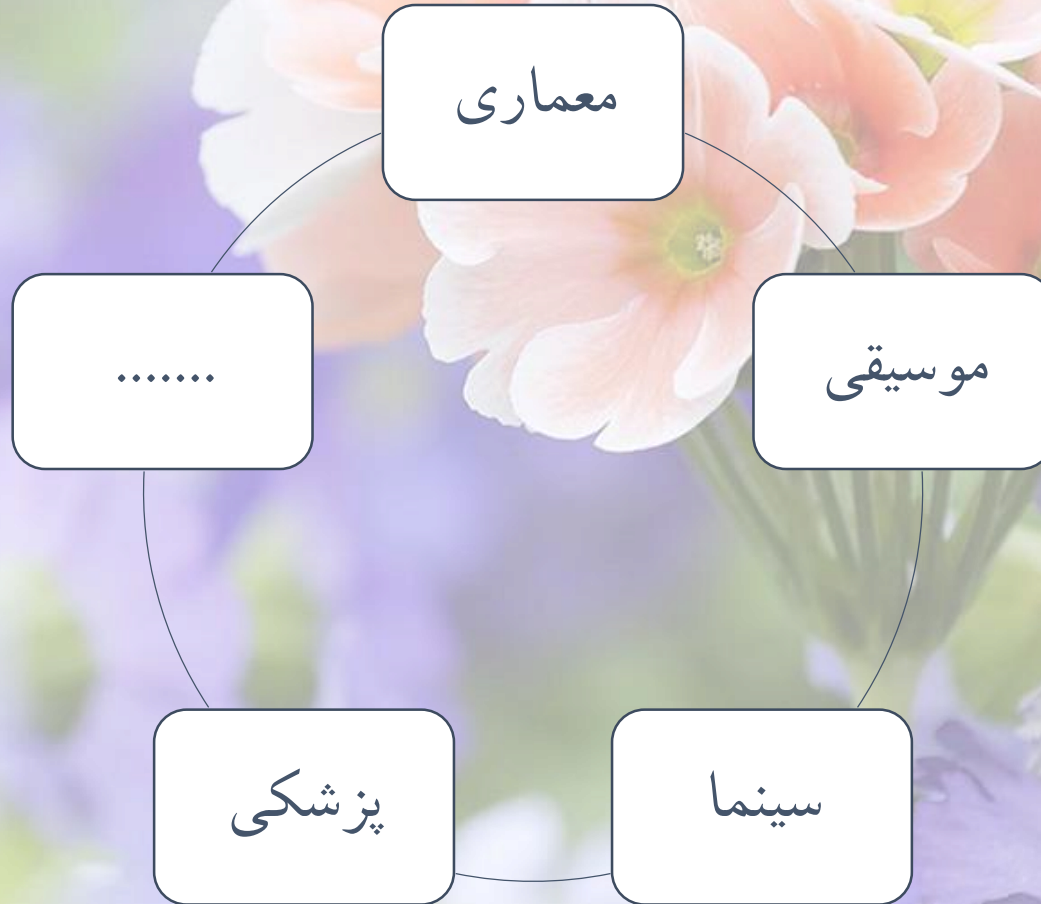 معماری
موسیقی
سینما
پزشکی
.......